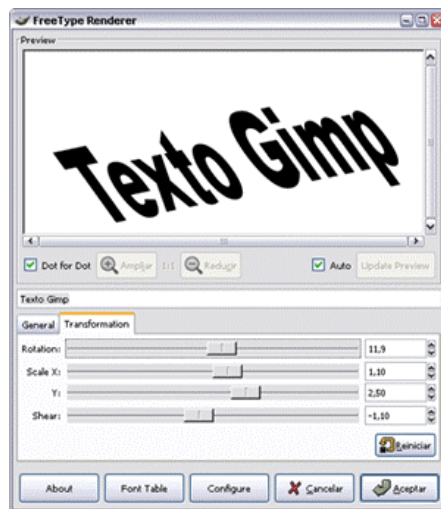 FreeType Renderer
Preview
Texto Gimp
Dot for Dot Ampliar 1:1 Reducir Auto Update Preview
Texto Gimp
General Transformation
Rotation: 11,9
Scale X: 1,10
Y: 2,50
Shear: -1,10
Reiniciar
About Font Table Configure Cancelar Aceptar